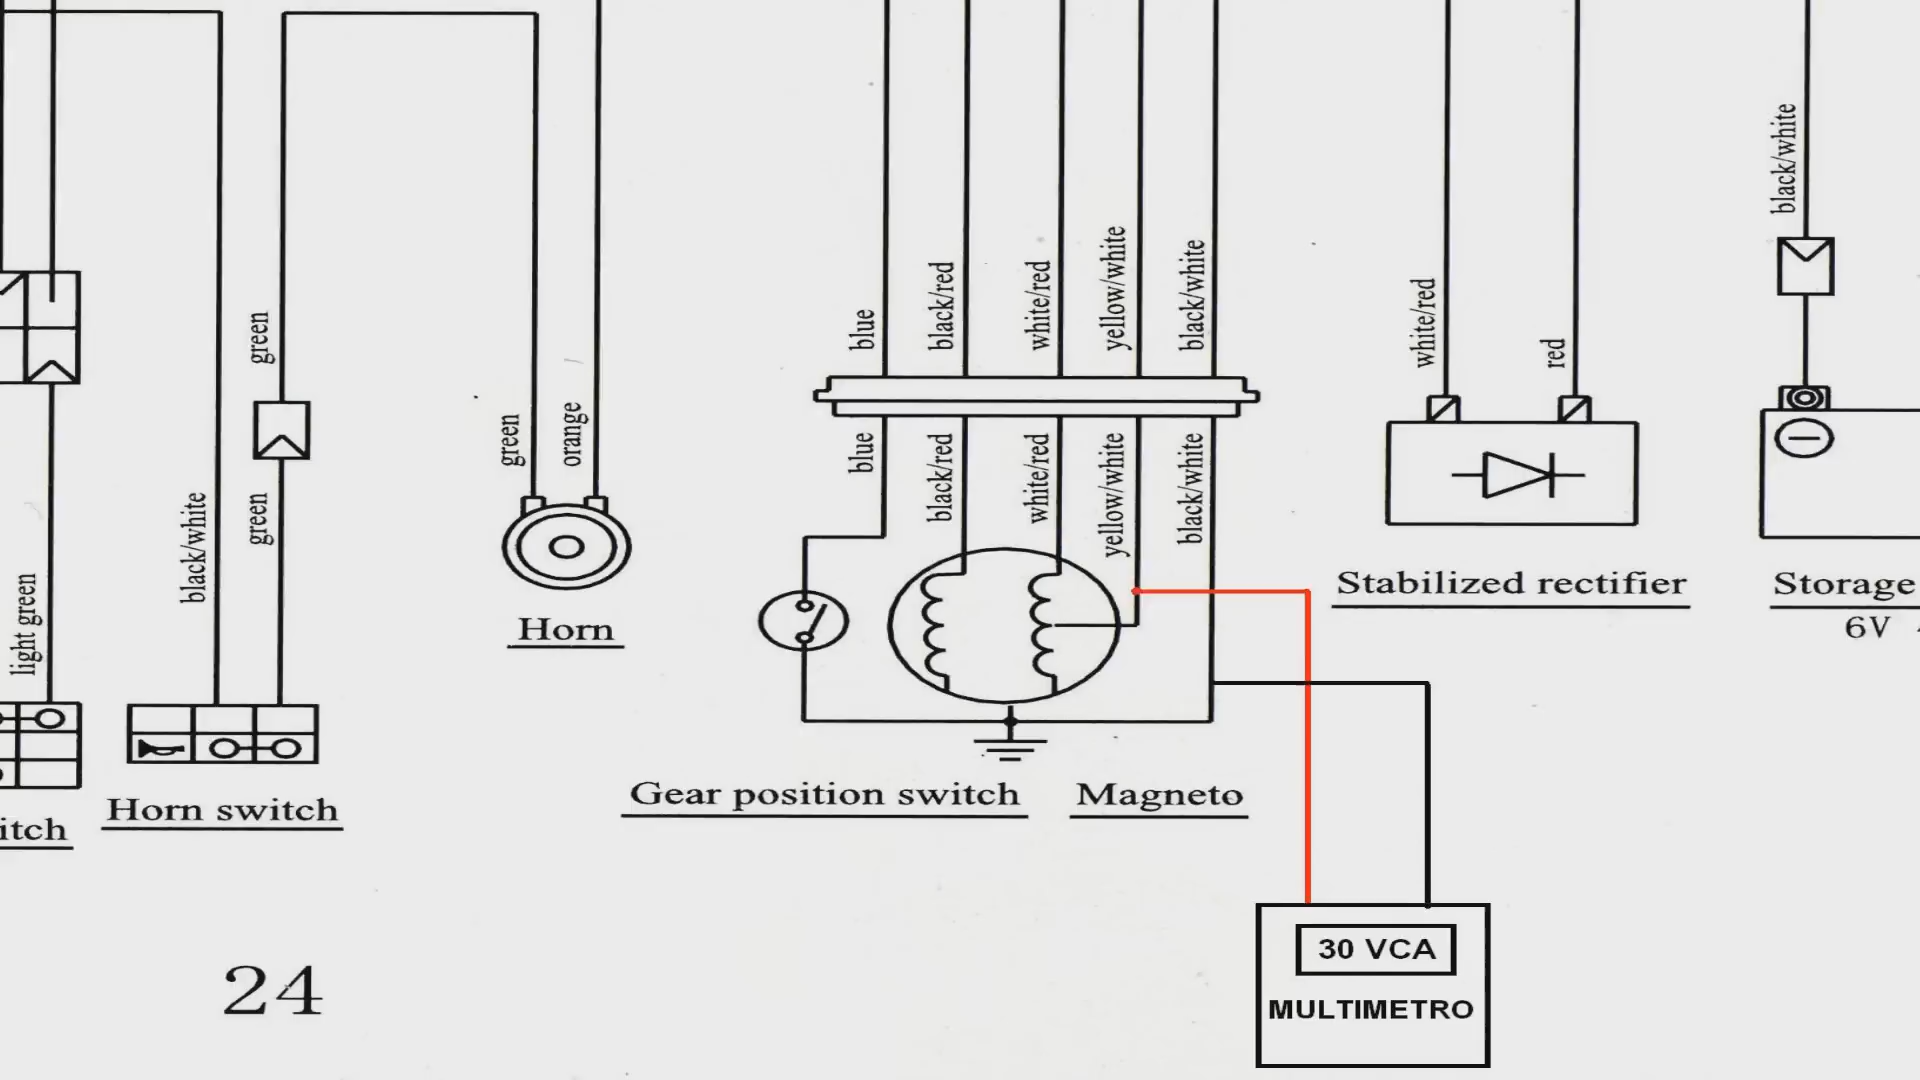 blue
black/red
white/red
yellow/white
black/white
white/red
red
black/white
green
green
orange
blue
black/red
white/red
yellow/white
black/white
black/white
green
light green
Horn
Stabilized rectifier
Storage
6V
Gear position switch
Magneto
Horn switch
itch
24
30 VCA
MULTIMETRO